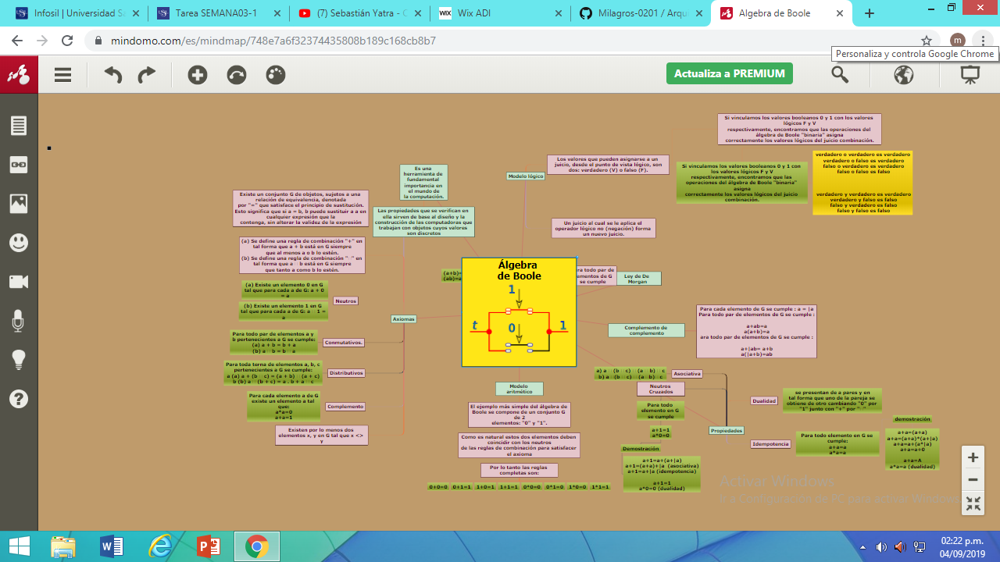 Infosil | Universidad Sa
Tarea SEMANA03-1
(7) Sebastián Yatra - C
Wix ADI
Milagros-0201 / Arqu
Algebra de Boole
mindomo.com/es/mindmap/748e7a6f32374435808b189c168cb8b7
Personaliza y controla Google Chrome
Actualiza a PREMIUM
Si vinculamos los valores booleanos 0 y 1 con los valores
lógicos F y V
respectivamente, encontramos que las operaciones del
álgebra de Boole "binaria" asigna
correctamente los valores lógicos del juicio combinación.
verdadero o verdadero es verdadero
verdadero o falso es verdadero
falso o verdadero es verdadero
falso o falso es falso
verdadero y verdadero es verdadero
verdadero y falso es falso
falso y verdadero es falso
falso y falso es falso
Si vinculamos los valores booleanos 0 y 1 con
los valores lógicos F y V
respectivamente, encontramos que las
operaciones del álgebra de Boole "binaria"
asigna
correctamente los valores lógicos del juicio
combinación.
Los valores que pueden asignarse a un
juicio, desde el punto de vista lógico, son
dos: verdadero (V) o falso (F).
Modelo lógico
Un juicio al cual se le aplica el
operador lógico no (negación) forma
un nuevo juicio.
Es una
herramienta de
fundamental
importancia en
el mundo de
la computación.
Las propiedades que se verifican en
ella sirven de base al diseño y la
construcción de las computadoras que
trabajan con objetos cuyos valores
son discretos
Existe un conjunto G de objetos, sujetos a una
relación de equivalencia, denotada
por "=" que satisface el principio de sustitución.
Esto significa que si a = b, b puede sustituir a a en
cualquier expresión que la
contenga, sin alterar la validez de la expresión
(a) Se define una regla de combinación "+" en
tal forma que a + b está en G siempre
que al menos a o b lo estén.
(b) Se define una regla de combinación "" en
tal forma que a b está en G siempre
que tanto a como b lo estén.
(a) Existe un elemento 0 en G
tal que para cada a de G: a + 0
= a
(b) Existe un elemento 1 en G
tal que para cada a de G: a 1 =
a
Neutros
Axiomas
Para todo par de elementos a y
b pertenecientes a G se cumple:
(a) a + b = b + a
(b) a b = b a
Conmutativos.
Para toda terna de elementos a, b, c
pertenecientes a G se cumple:
a (a) a + (b c) = (a + b) (a + c)
b (b) a (b + c) = a . b + a c
Distributivos
Para cada elemento a de G
existe un elemento a tal
que:
a*a=0
a+a=1
Complemento
Existen por lo menos dos
elementos x, y en G tal que x <>
y
(a+b)=
(ab)=a
Álgebra
de Boole
1
t
0
1
ra todo par de
ementos de G
se cumple
Ley de De
Morgan
Complemento de
complemento
Para cada elemento de G se cumple : a = (a
Para todo par de elementos de G se cumple :
a+ab=a
a(a+b)=a
ara todo par de elementos de G se cumple :
a+|ab= a+b
a(|a+b)=ab
Modelo
aritmético
El ejemplo más simple del álgebra de
Boole se compone de un conjunto G
de 2
elementos: "0" y "1".
Como es natural estos dos elementos deben
coincidir con los neutros
de las reglas de combinación para satisfacer
el axioma
Por lo tanto las reglas
completas son:
0+0=0 0+1=1 1+0=1 1+1=1 0*0=0 0*1=0 1*0=0 1*1=1
a) a (b c) (a b) c
b) a (b c) (a b) c
Asociativa
Neutros
Cruzados
Para todo
elemento en G
se cumple
a+1=1
a*0=0
Demostración
a+1=a+(a+|a)
a+1=(a+a)+|a (asociativa)
a+1=a+|a (idempotencia)
a+1=1
a*0=0 (dualidad)
Propiedades
Dualidad
se presentan de a pares y en
tal forma que uno de la pareja se
obtiene de otro cambiando "0" por
"1" junto con "+" por ""
Idempotencia
Para todo elemento en G se
cumple:
a+a=a
a*a=a
demostración
a+a=(a+a)
a+a=(a+a)*(a+|a)
a+a=a+(a*|a)
a+a=a+0
a+a=A
a*a=a (dualidad)
Activar Windows
Ir a Configuración de PC para activar Windows.
02:22 p.m.
04/09/2019